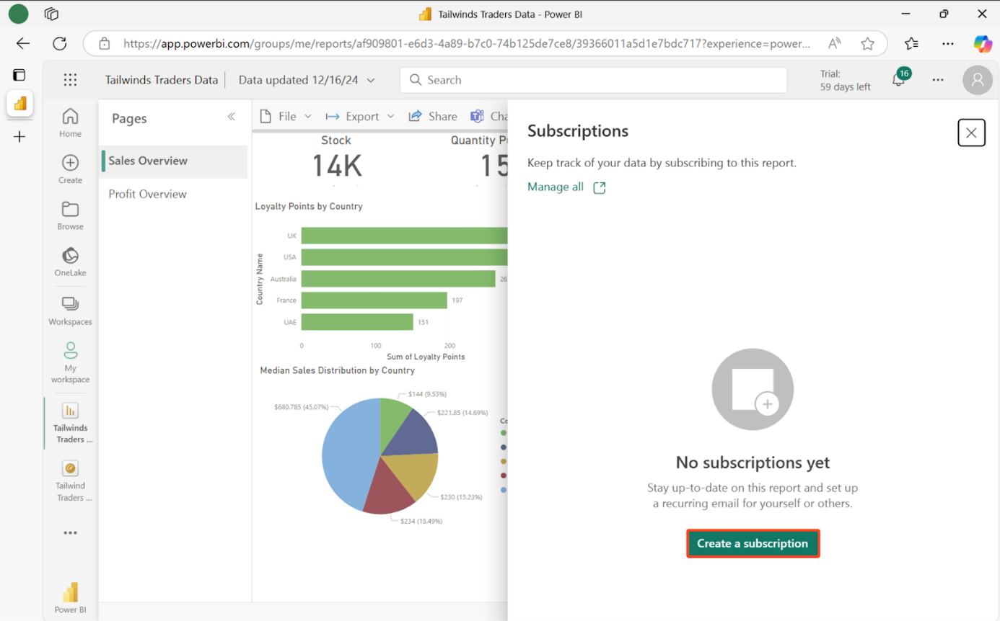 Tailwinds Traders Data - Power BI
https://app.powerbi.com/groups/me/reports/af909801-e6d3-4a89-b7c0-74b125de7ce8/39366011a5d1e7bdc717?experience=power...
Tailwinds Traders Data
Data updated 12/16/24
Search
Trial:
59 days left
16
Home
Create
Browse
OneLake
Workspaces
My
workspace
Tailwinds
Traders ...
Tailwind
Traders ...
Power BI
Pages
Sales Overview
Profit Overview
File
Export
Share
Cha
Stock
14K
Quantity Pu
15
Loyalty Points by Country
Country Name
UK
USA
Australia
26
France
197
UAE
151
0
100
200
Sum of Loyalty Points
Median Sales Distribution by Country
$144 (9.53%)
$680.785 (45.07%)
$221.85 (14.69%)
Co
$230 (15.23%)
$234 (15.49%)
Subscriptions
Keep track of your data by subscribing to this report.
Manage all
No subscriptions yet
Stay up-to-date on this report and set up
a recurring email for yourself or others.
Create a subscription